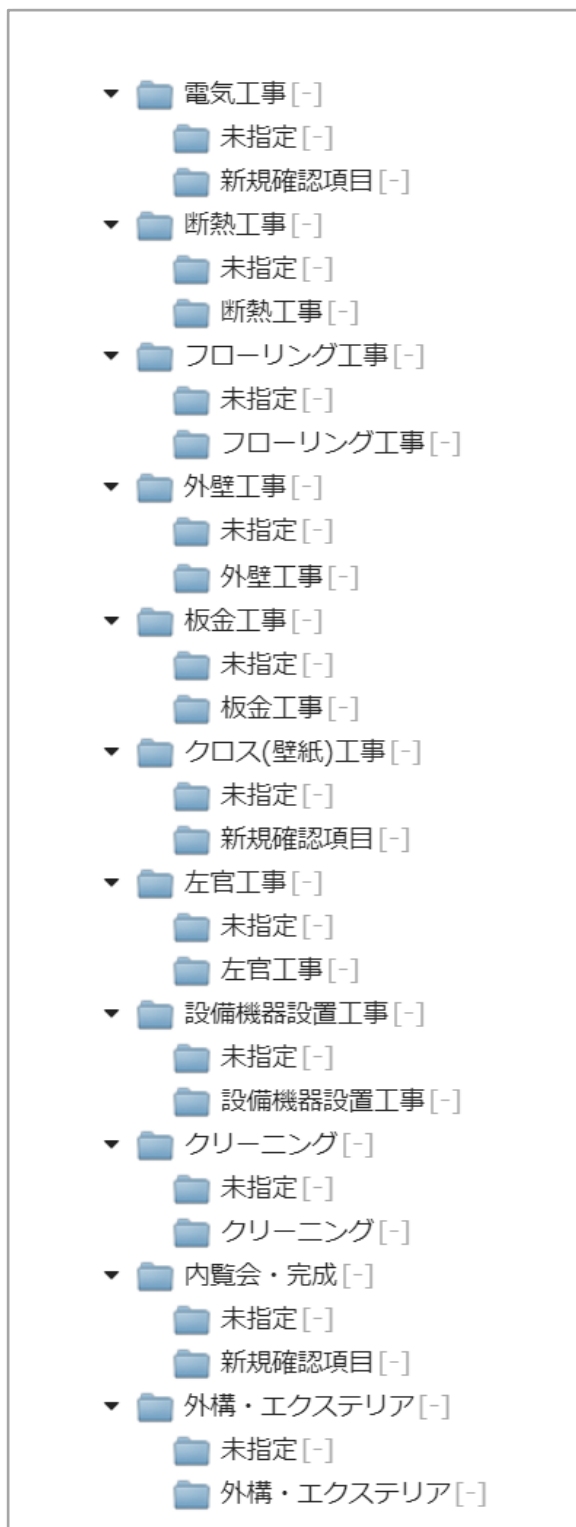 電気工事[-]
未指定[-]
新規確認項目[-]
断熱工事[-]
未指定[-]
断熱工事[-]
フローリング工事[-]
未指定[-]
フローリング工事[-]
外壁工事[-]
未指定[-]
外壁工事[-]
板金工事[-]
未指定[-]
板金工事[-]
クロス(壁紙)工事[-]
未指定[-]
新規確認項目[-]
左官工事[-]
未指定[-]
左官工事[-]
設備機器設置工事[-]
未指定[-]
設備機器設置工事[-]
クリーニング[-]
未指定[-]
クリーニング[-]
内覧会・完成[-]
未指定[-]
新規確認項目[-]
外構・エクステリア[-]
未指定[-]
外構・エクステリア[-]